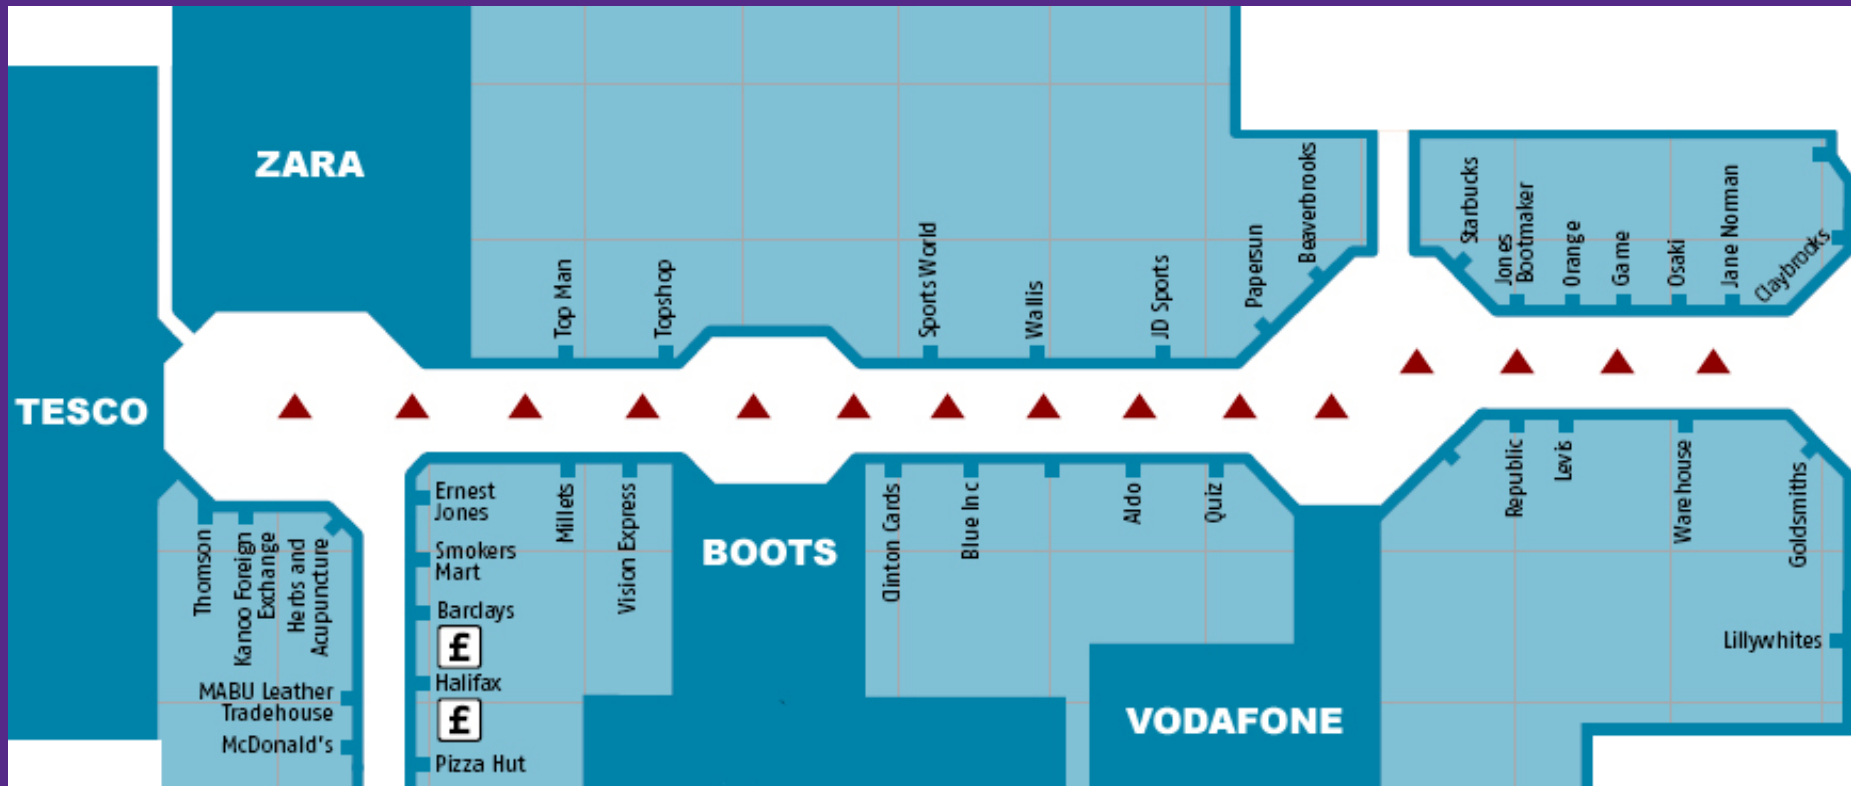 ZARA
TESCO
Top Man
Topshop
Sports World
Wallis
JD Sports
Papersun
Beaverbrooks
Starbucks
Jones
Bootmaker
Orange
Game
Osaki
Jane Norman
Claybrooks
Thomson
Kanoo Foreign
Exchange
Herbs and
Acupuncture
MABU Leather
Tradehouse
McDonald's
Ernest
Jones
Smokers
Mart
Barclays
£
Halifax
£
Pizza Hut
Millets
Vision Express
BOOTS
Clinton Cards
Blue Inc
Aldo
Quiz
VODAFONE
Republic
Levis
Warehouse
Goldsmiths
Lillywhites